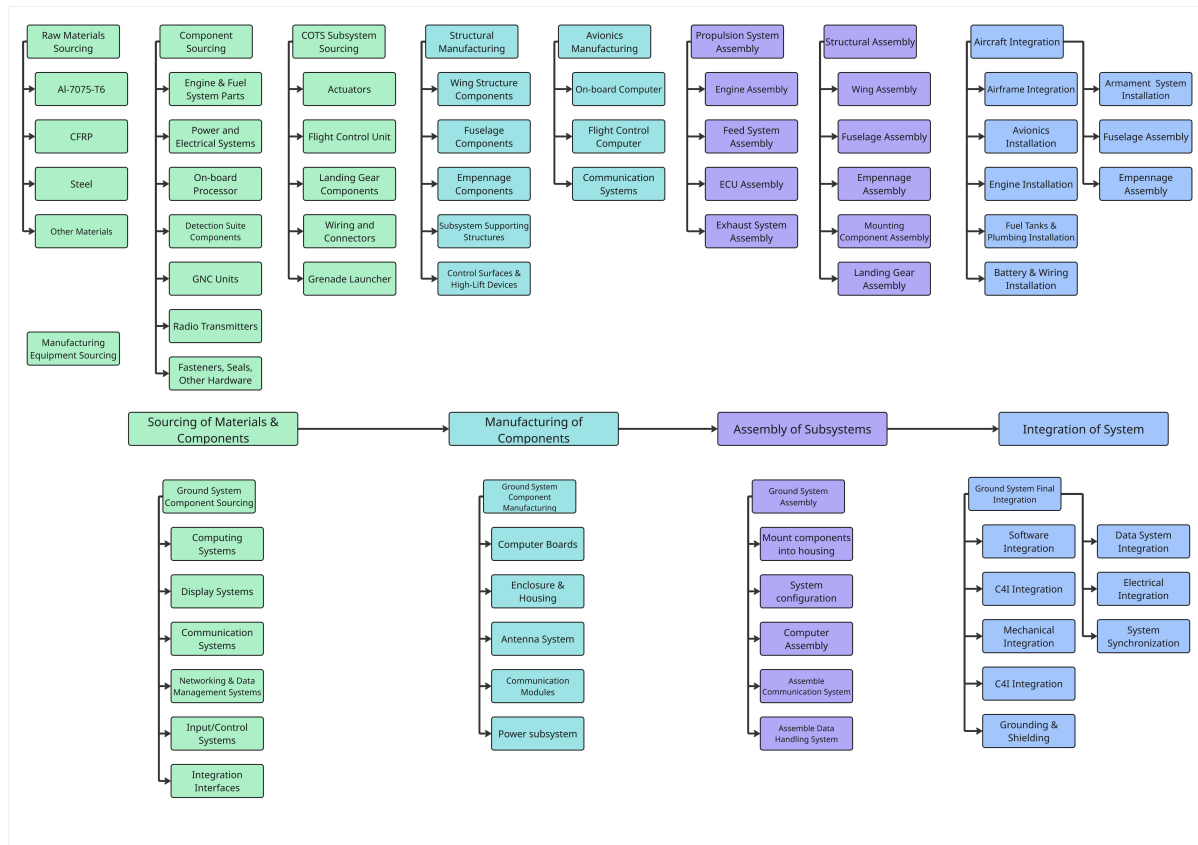 Raw Materials
Sourcing
Al-7075-T6
CFRP
Steel
Other Materials
Manufacturing
Equipment Sourcing
Component
Sourcing
Engine & Fuel
System Parts
Power and
Electrical Systems
On-board
Processor
Detection Suite
Components
GNC Units
Radio Transmitters
Fasteners, Seals,
Other Hardware
COTS Subsystem
Sourcing
Actuators
Flight Control Unit
Landing Gear
Components
Wiring and
Connectors
Grenade Launcher
Structural
Manufacturing
Wing Structure
Components
Fuselage
Components
Empennage
Components
Subsystem Supporting
Structures
Control Surfaces &
High-Lift Devices
Avionics
Manufacturing
On-board Computer
Flight Control
Computer
Communication
Systems
Propulsion System
Assembly
Engine Assembly
Feed System
Assembly
ECU Assembly
Exhaust System
Assembly
Structural Assembly
Wing Assembly
Fuselage Assembly
Empennage
Assembly
Mounting
Component Assembly
Landing Gear
Assembly
Aircraft Integration
Airframe Integration
Avionics
Installation
Engine Installation
Fuel Tanks &
Plumbing Installation
Battery & Wiring
Installation
Armament System
Installation
Fuselage Assembly
Empennage
Assembly
Sourcing of Materials &
Components
Manufacturing of
Components
Assembly of Subsystems
Integration of System
Ground System
Component Sourcing
Computing
Systems
Display Systems
Communication
Systems
Networking & Data
Management Systems
Input/Control
Systems
Integration
Interfaces
Ground System
Component
Manufacturing
Computer Boards
Enclosure &
Housing
Antenna System
Communication
Modules
Power subsystem
Ground System
Assembly
Mount components
into housing
System
configuration
Computer
Assembly
Assemble
Communication System
Assemble Data
Handling System
Ground System Final
Integration
Software
Integration
C4I Integration
Mechanical
Integration
C4I Integration
Grounding &
Shielding
Data System
Integration
Electrical
Integration
System
Synchronization